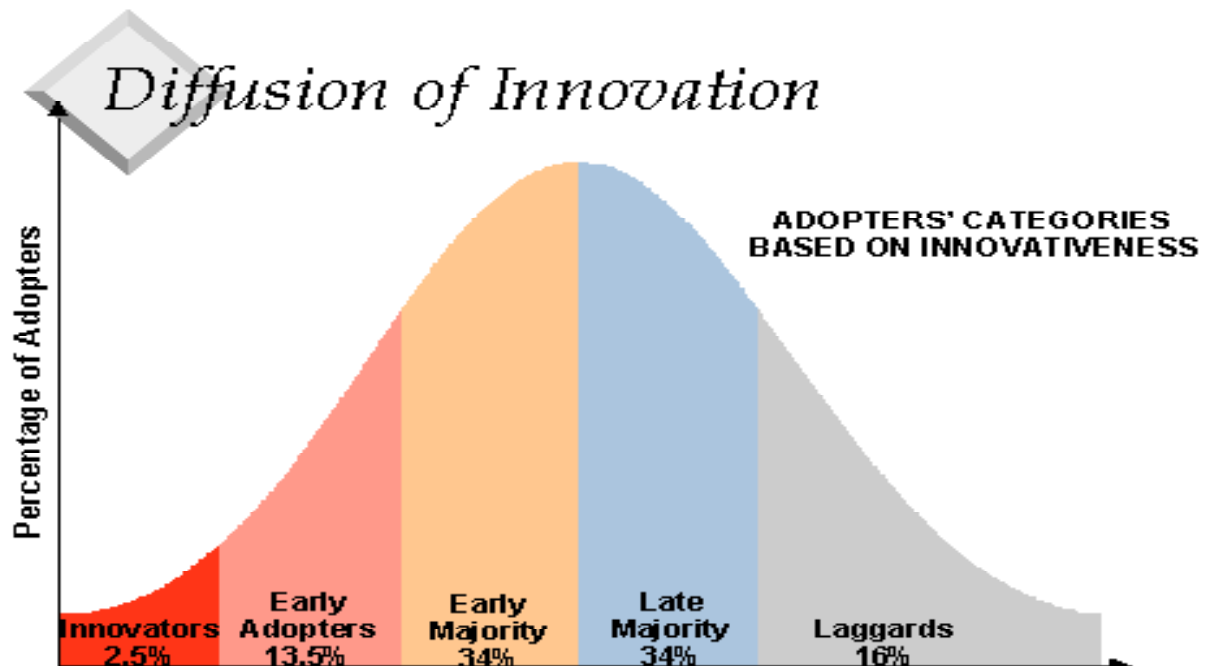 Diffusion of Innovation
ADOPTERS’ CATEGORIES
BASED ON INNOVATIVENESS
Percentage of Adopters
Innovators
2.5%
Early
Adopters
13.5%
Early
Majority
34%
Late
Majority
34%
Laggards
16%